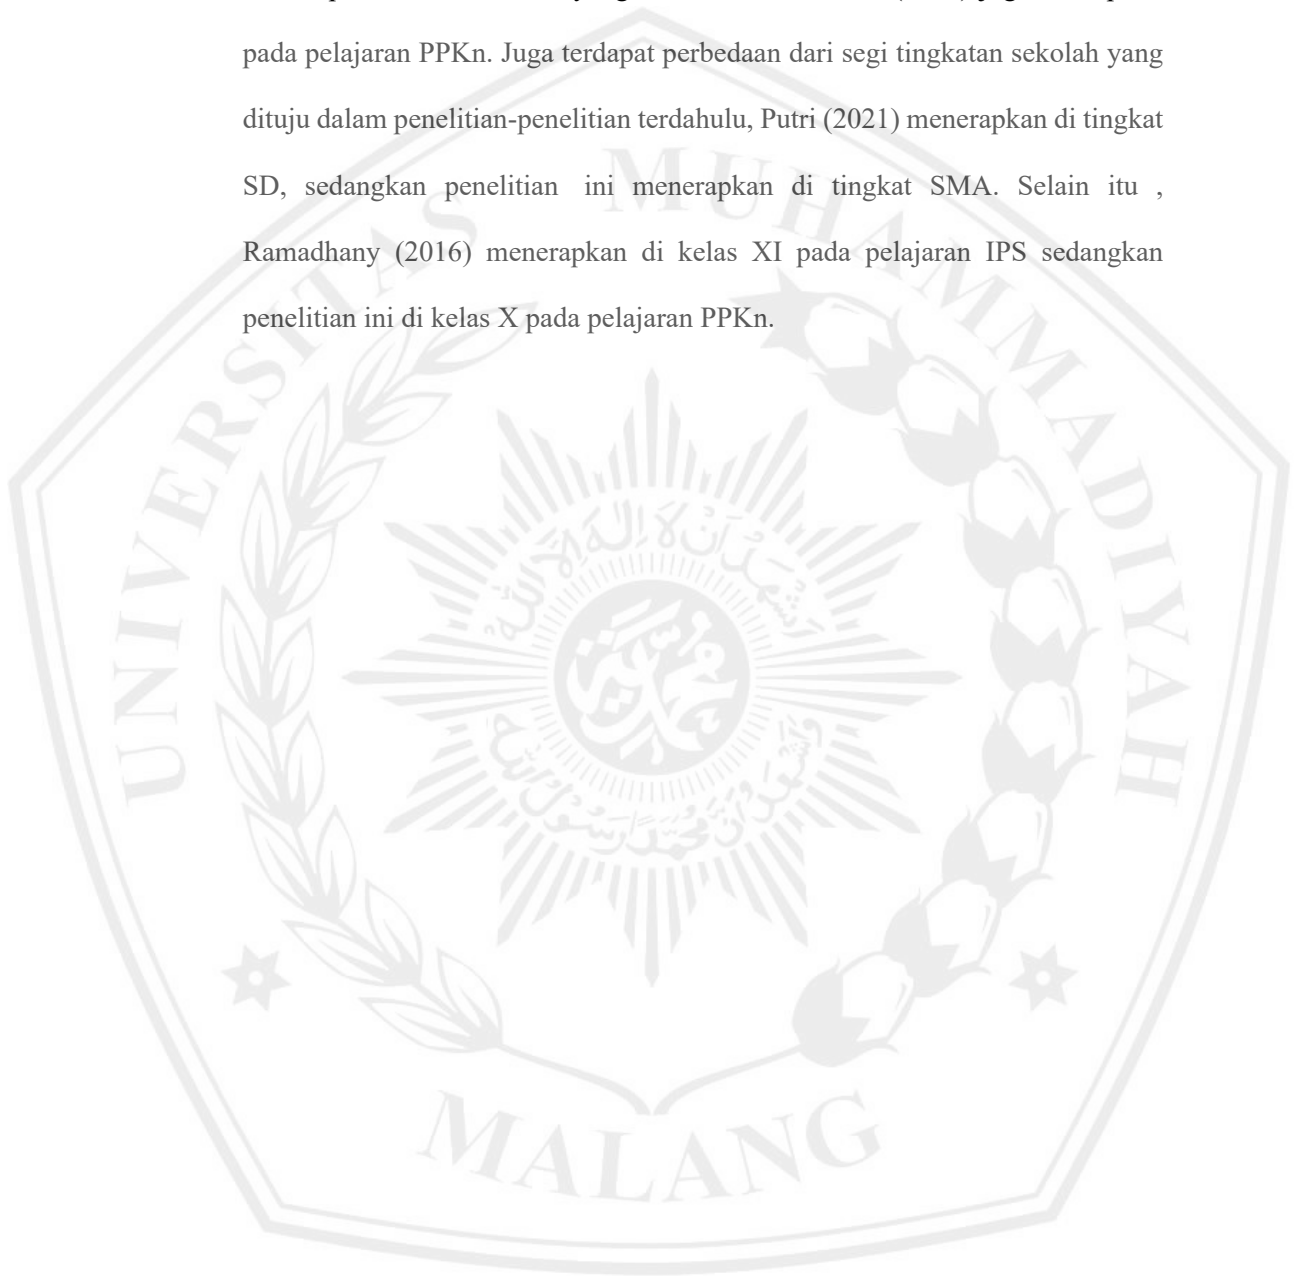 pada pelajaran PPKn. Juga terdapat perbedaan dari segi tingkatan sekolah yang
dituju dalam penelitian-penelitian terdahulu, Putri (2021) menerapkan di tingkat
SD, sedangkan penelitian ini menerapkan di tingkat SMA. Selain itu ,
Ramadhany (2016) menerapkan di kelas XI pada pelajaran IPS sedangkan
penelitian ini di kelas X pada pelajaran PPKn.
UNIVERSITAS MUHAMMADIYAH
MALANG